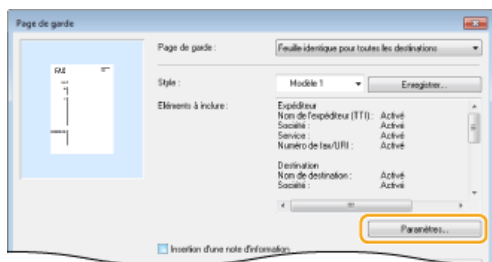 Page de garde
Page de garde :
Feuille identique pour toutes les destinations
FAX
Style :
Modèle 1
Enregistrer...
Eléments à inclure :
Expéditeur
Nom de l'expéditeur (TTI) : Activé
Société : Activé
Service : Activé
Numéro de fax/URI : Activé
Destination
Nom de destination : Activé
Société : Activé
Paramètres...
Insertion d'une note d'information